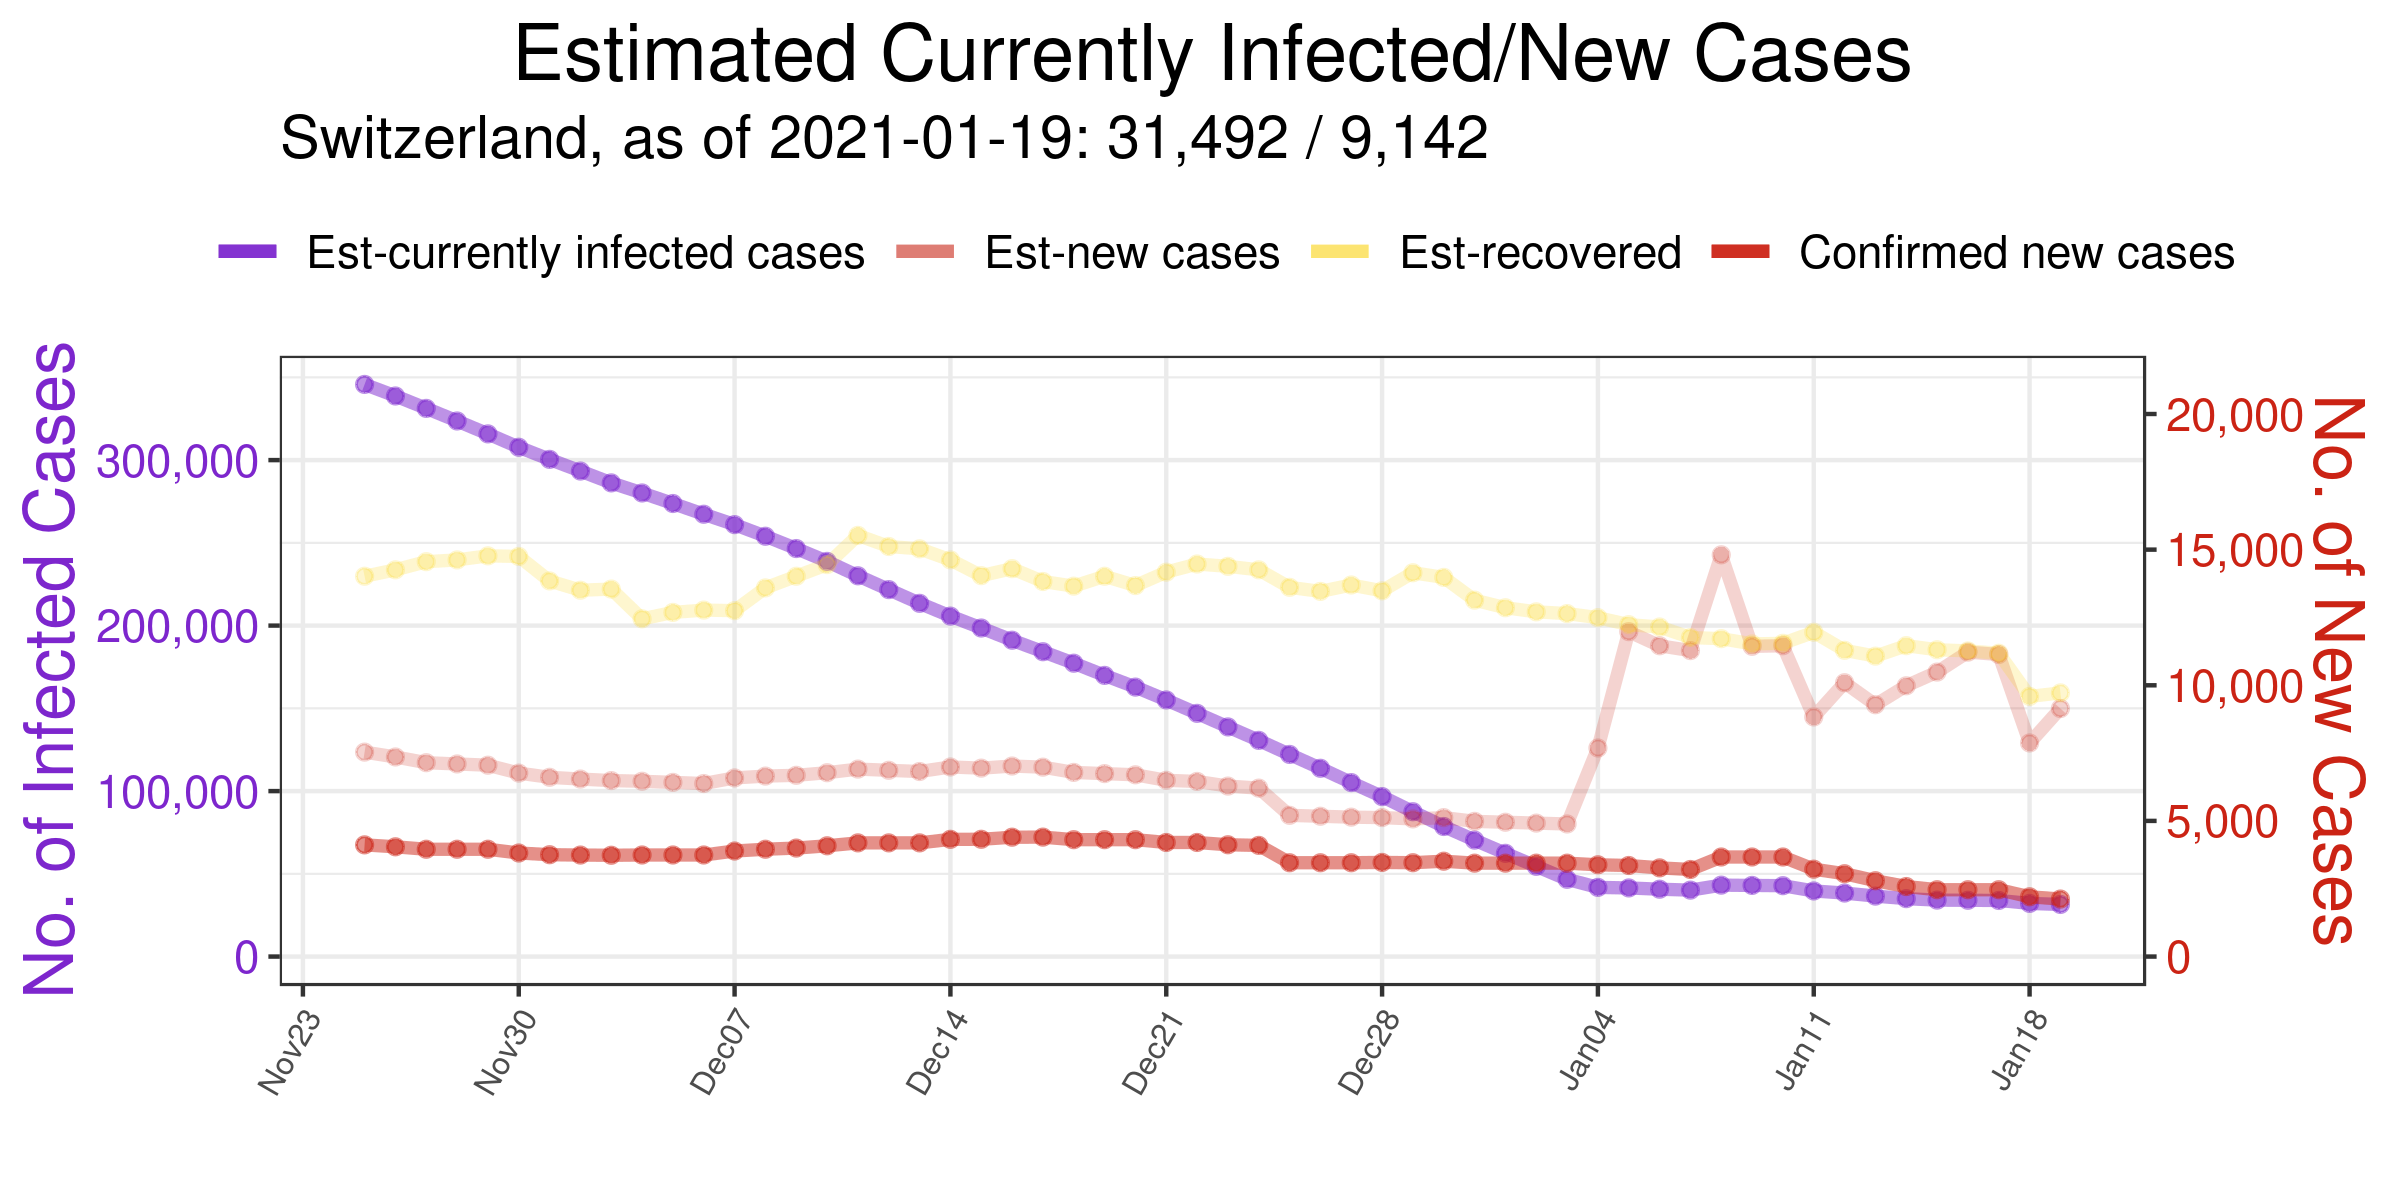 Estimated Currently Infected/New Cases
Switzerland, as of 2021-01-19: 31,492 / 9,142
Est-currently infected cases Est-new cases Est-recovered Confirmed new cases
No. of Infected Cases
300,000
200,000
100,000
0
20,000
15,000
10,000
5,000
0
No. of New Cases
Nov23 Nov30 Dec07 Dec14 Dec21 Dec28 Jan04 Jan11 Jan18